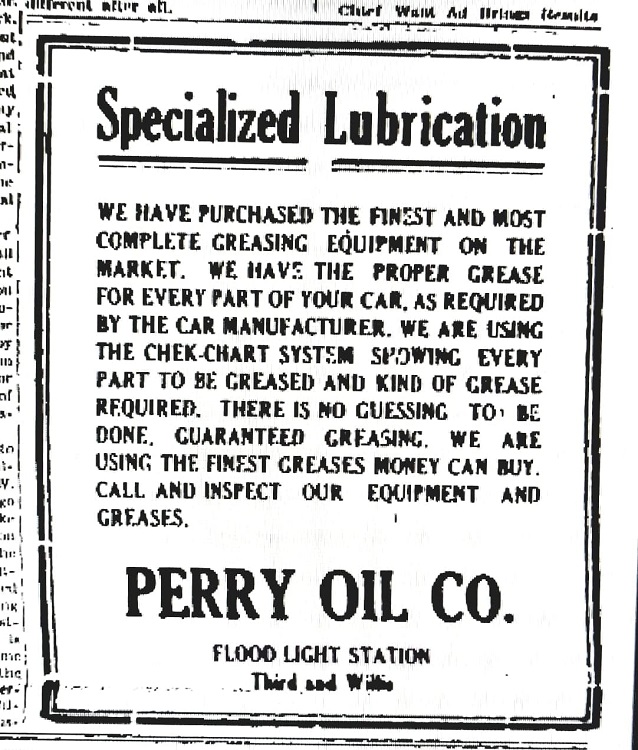 different after all.
Chief Want Ad Brings Results
Specialized Lubrication
WE HAVE PURCHASED THE FINEST AND MOST
COMPLETE GREASING EQUIPMENT ON THE
MARKET. WE HAVE THE PROPER GREASE
FOR EVERY PART OF YOUR CAR, AS REQUIRED
BY THE CAR MANUFACTURER. WE ARE USING
THE CHEK-CHART SYSTEM SHOWING EVERY
PART TO BE GREASED AND KIND OF GREASE
REQUIRED. THERE IS NO GUESSING TO BE
DONE. GUARANTEED GREASING. WE ARE
USING THE FINEST GREASES MONEY CAN BUY.
CALL AND INSPECT OUR EQUIPMENT AND
GREASES.
PERRY OIL CO.
FLOOD LIGHT STATION
Third and Willis